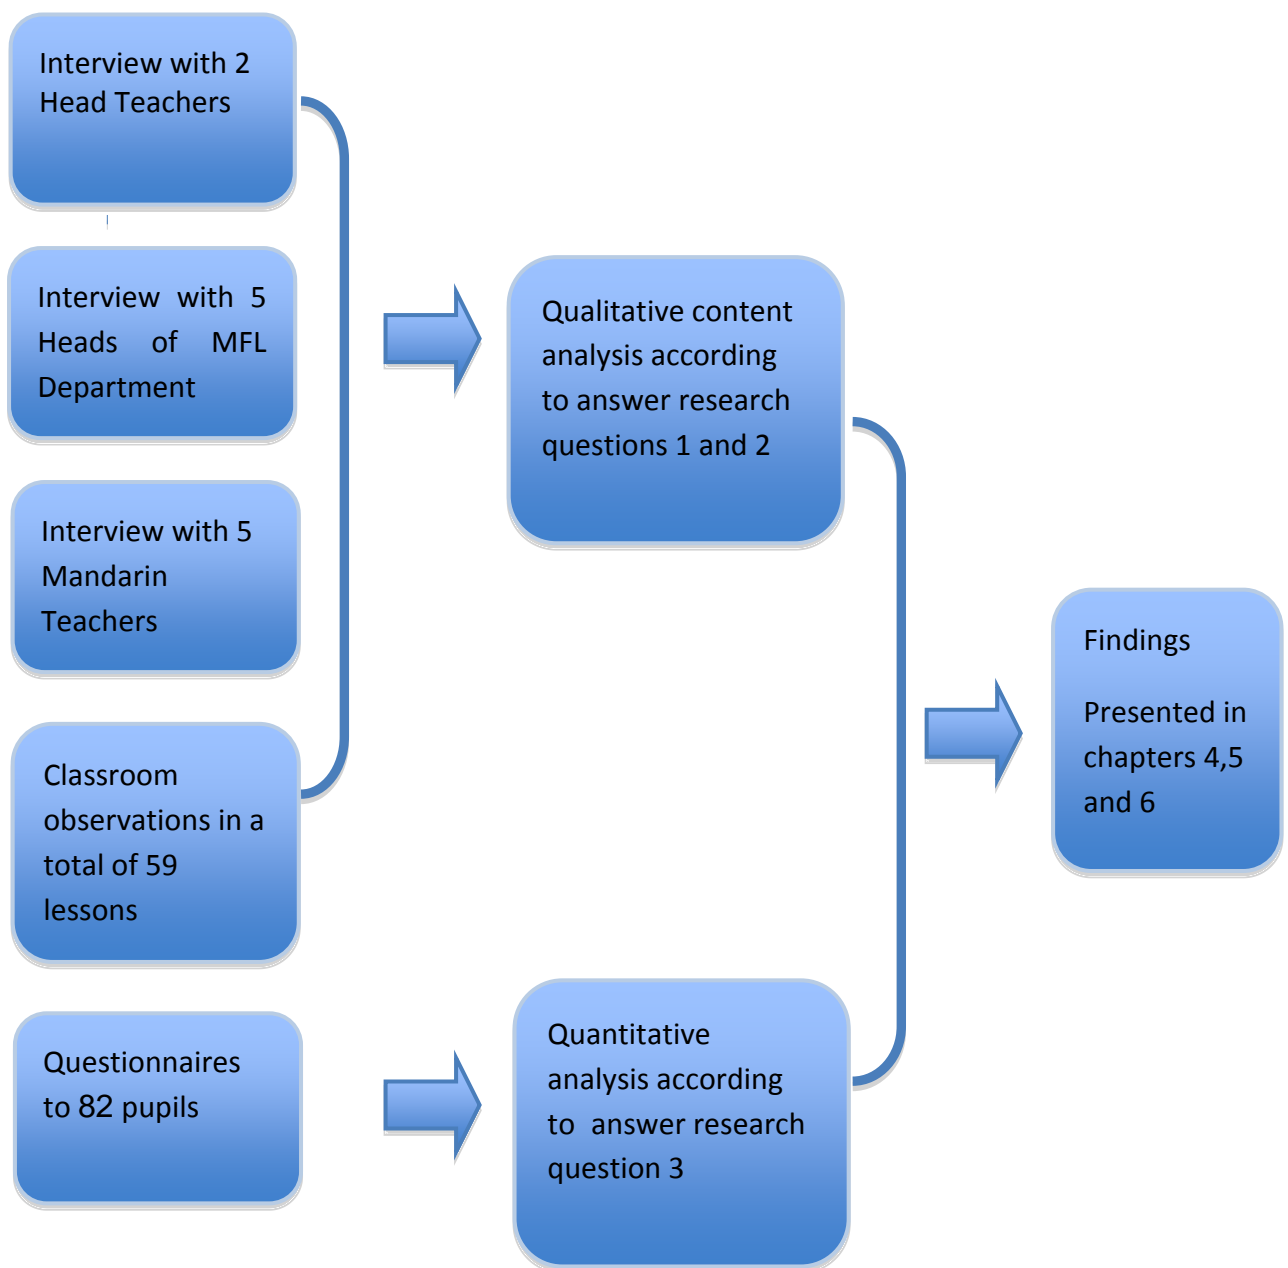 Interview with 2
Head Teachers
Interview with 5
Heads of MFL
Department
Interview with 5
Mandarin
Teachers
Classroom
observations in a
total of 59
lessons
Questionnaires
to 82 pupils
Qualitative content
analysis according
to answer research
questions 1 and 2
Quantitative
analysis according
to answer research
question 3
Findings
Presented in
chapters 4,5
and 6